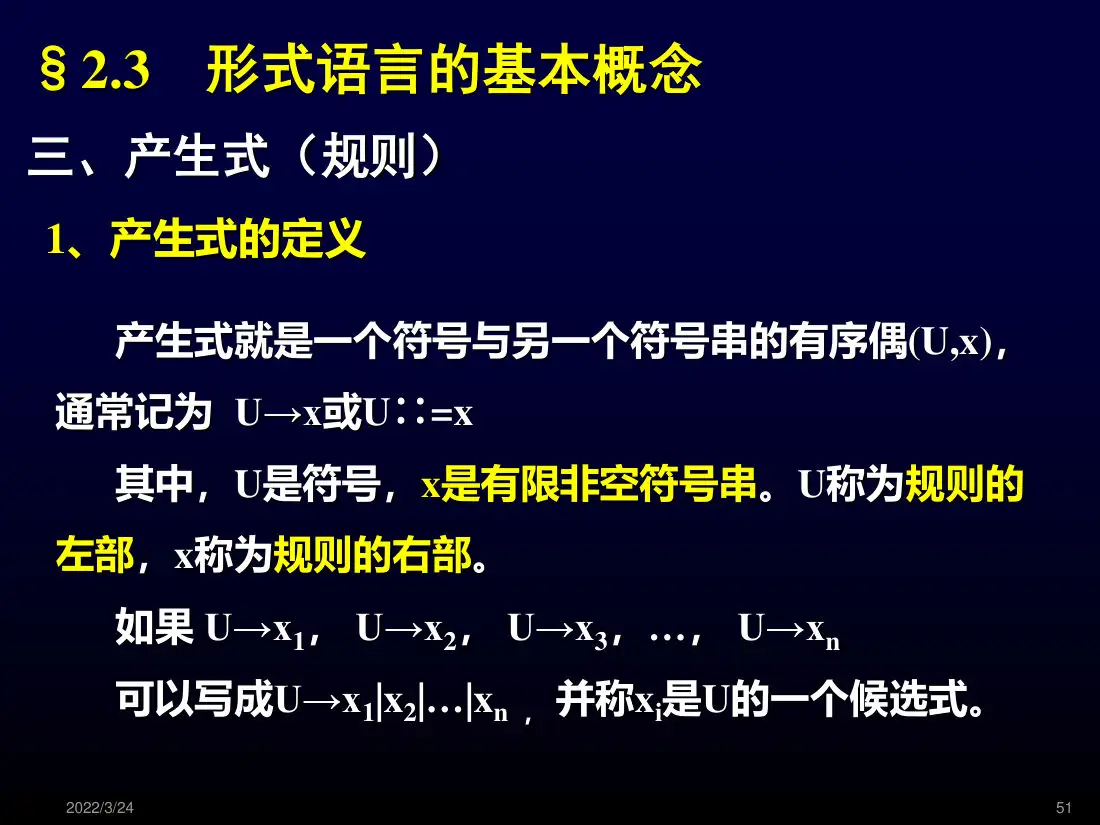 §2.3 形式语言的基本概念
三、产生式（规则）
1、产生式的定义
产生式就是一个符号与另一个符号串的有序偶(U,x)，
通常记为 U→x或U∷=x
其中，U是符号，x是有限非空符号串。U称为规则的
左部，x称为规则的右部。
如果 U→x₁， U→x₂， U→x₃，…， U→xₙ
可以写成U→x₁|x₂|…|xₙ ，并称xᵢ是U的一个候选式。
2022/3/24
51